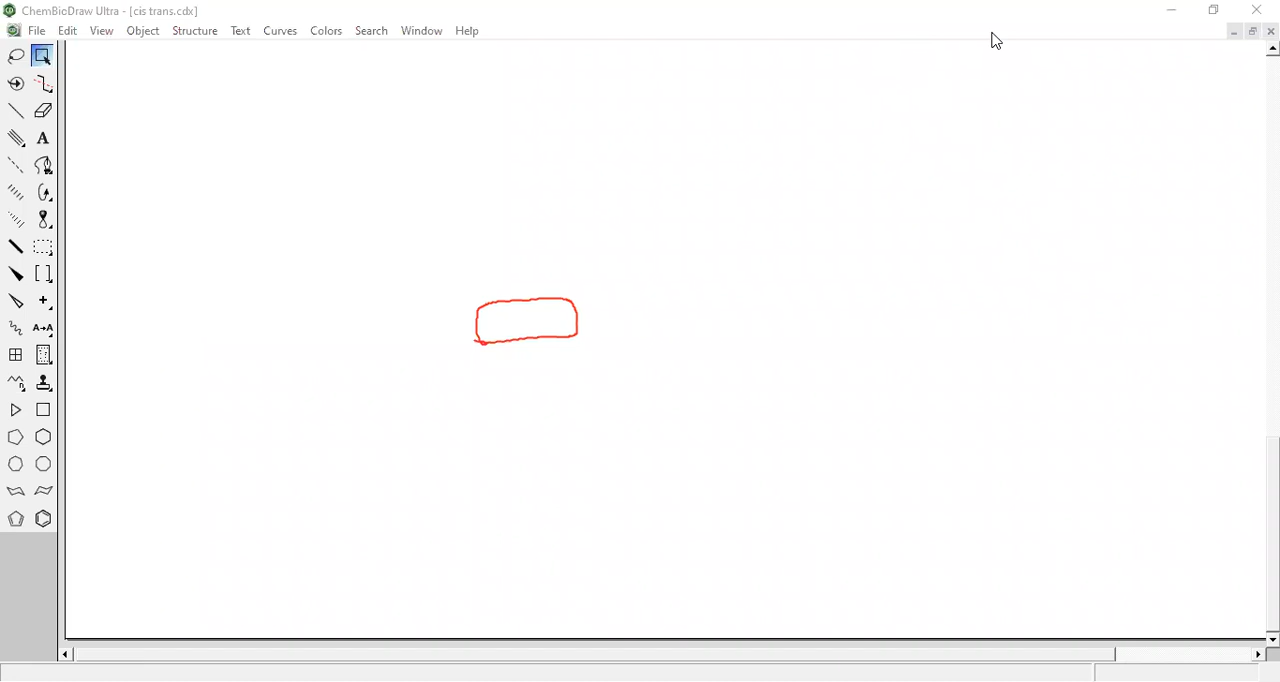 ChemBioDraw Ultra - [cis trans.cdx]
File Edit View Object Structure Text Curves Colors Search Window Help
A
A→A